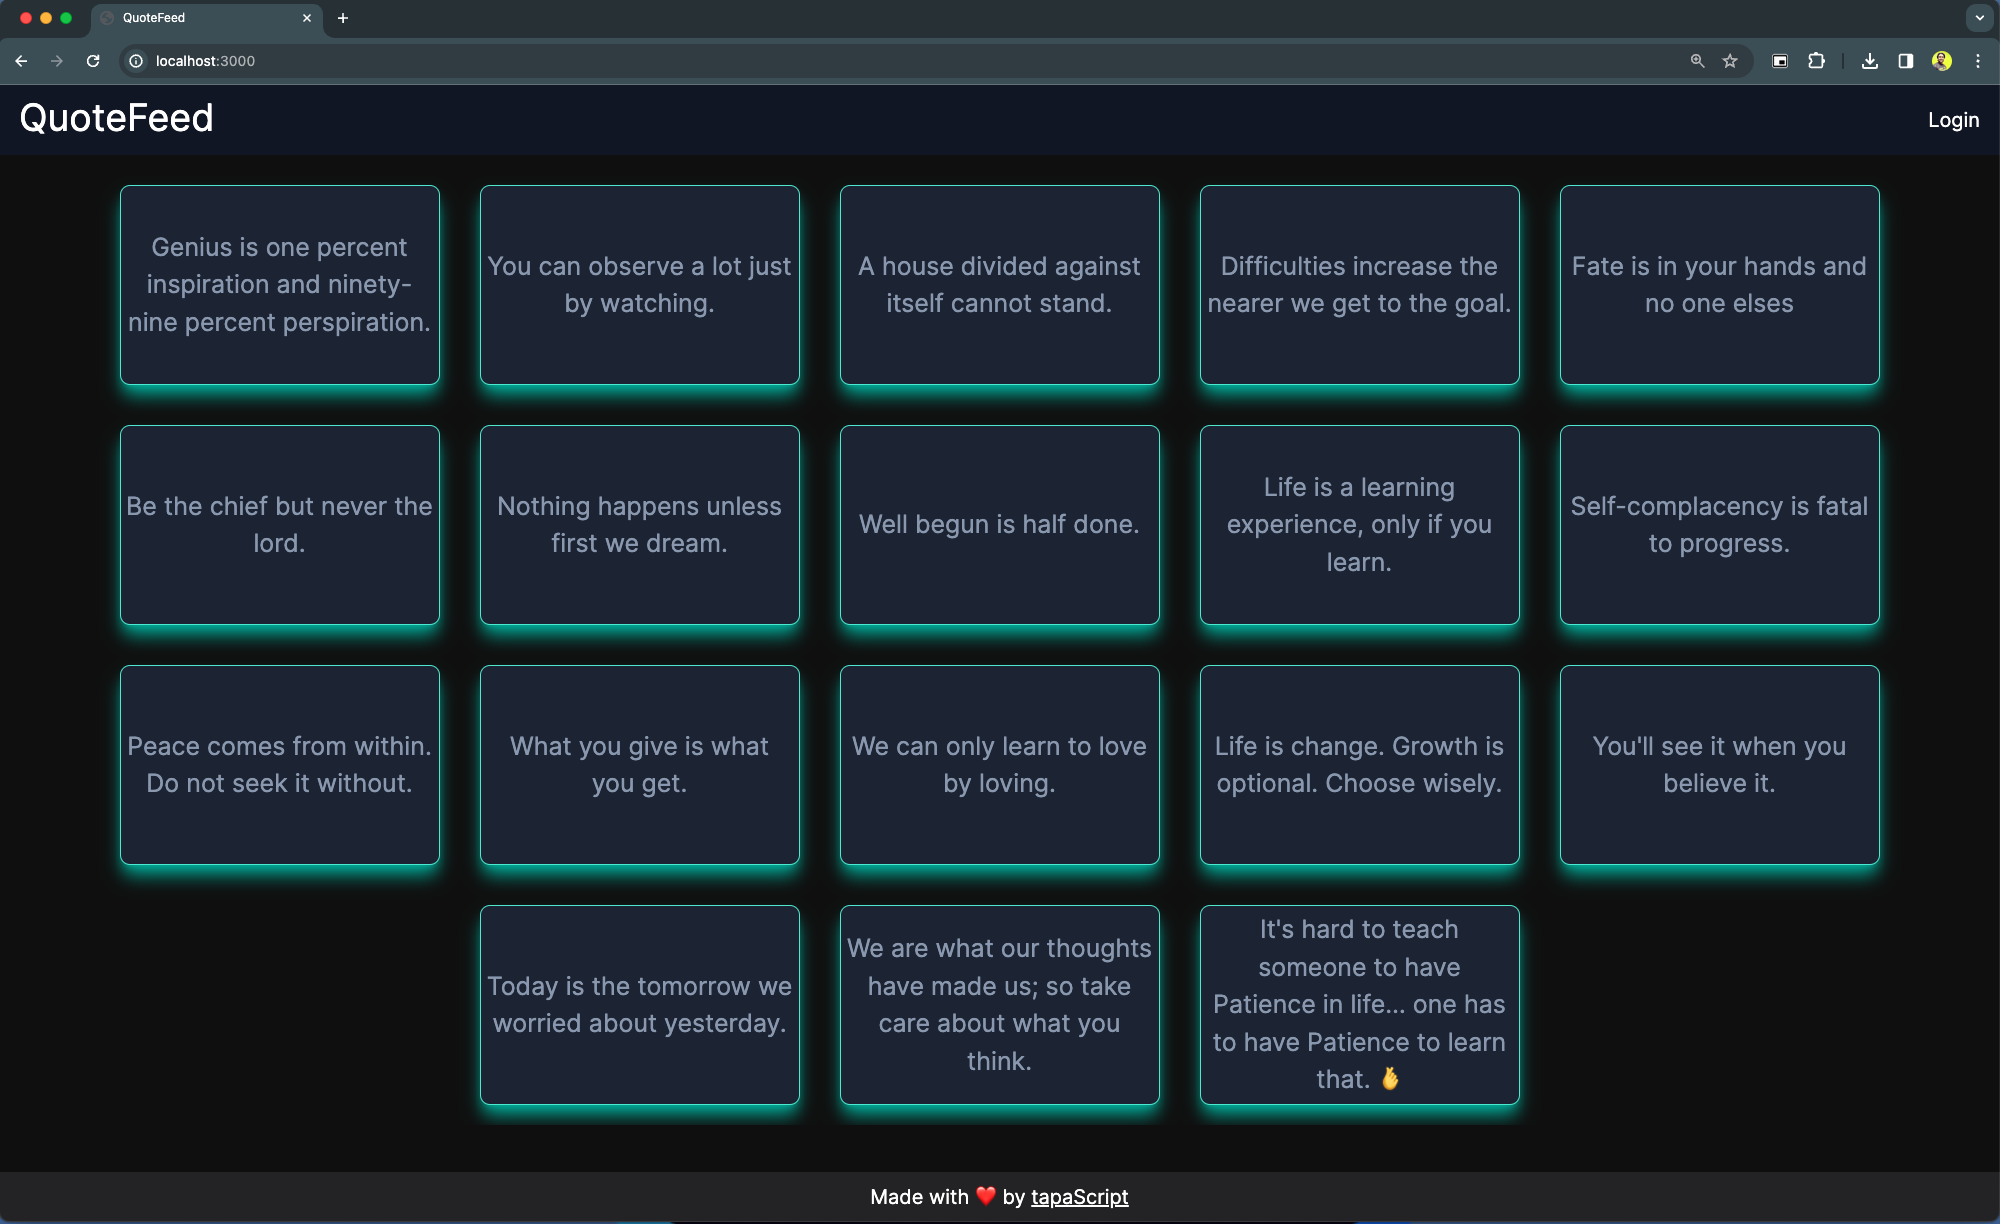 QuoteFeed
localhost:3000
QuoteFeed
Login
Genius is one percent
inspiration and ninety-
nine percent perspiration.
You can observe a lot just
by watching.
A house divided against
itself cannot stand.
Difficulties increase the
nearer we get to the goal.
Fate is in your hands and
no one elses
Be the chief but never the
lord.
Nothing happens unless
first we dream.
Well begun is half done.
Life is a learning
experience, only if you
learn.
Self-complacency is fatal
to progress.
Peace comes from within.
Do not seek it without.
What you give is what
you get.
We can only learn to love
by loving.
Life is change. Growth is
optional. Choose wisely.
You'll see it when you
believe it.
Today is the tomorrow we
worried about yesterday.
We are what our thoughts
have made us; so take
care about what you
think.
It's hard to teach
someone to have
Patience in life... one has
to have Patience to learn
that. 🫰
Made with ❤️ by tapaScript